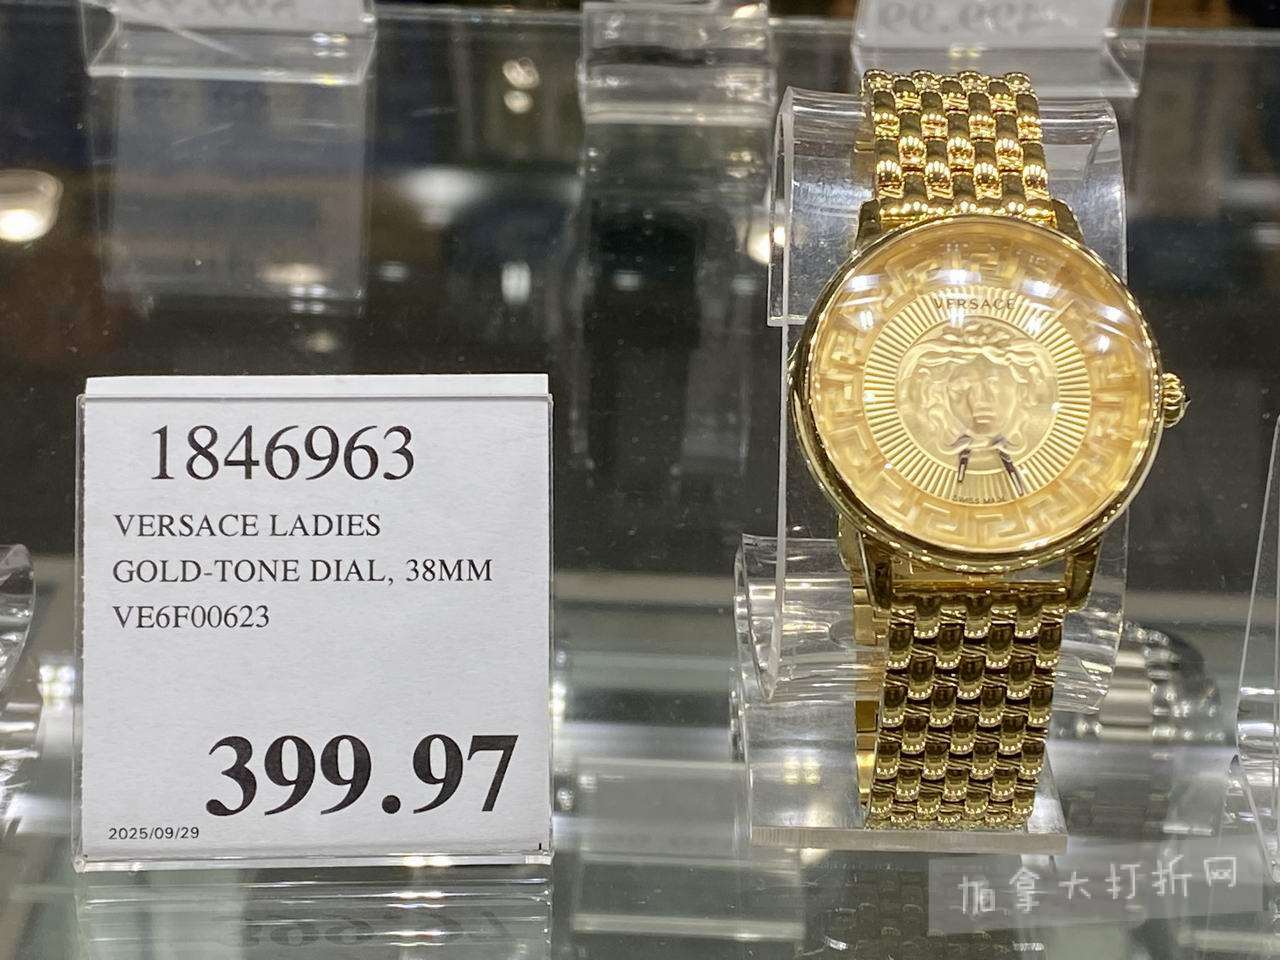 1846963
VERSACE LADIES
GOLD-TONE DIAL, 38MM
VE6F00623
399.97
2025/09/29
VERSACE
SWISS MADE
加拿大打折网